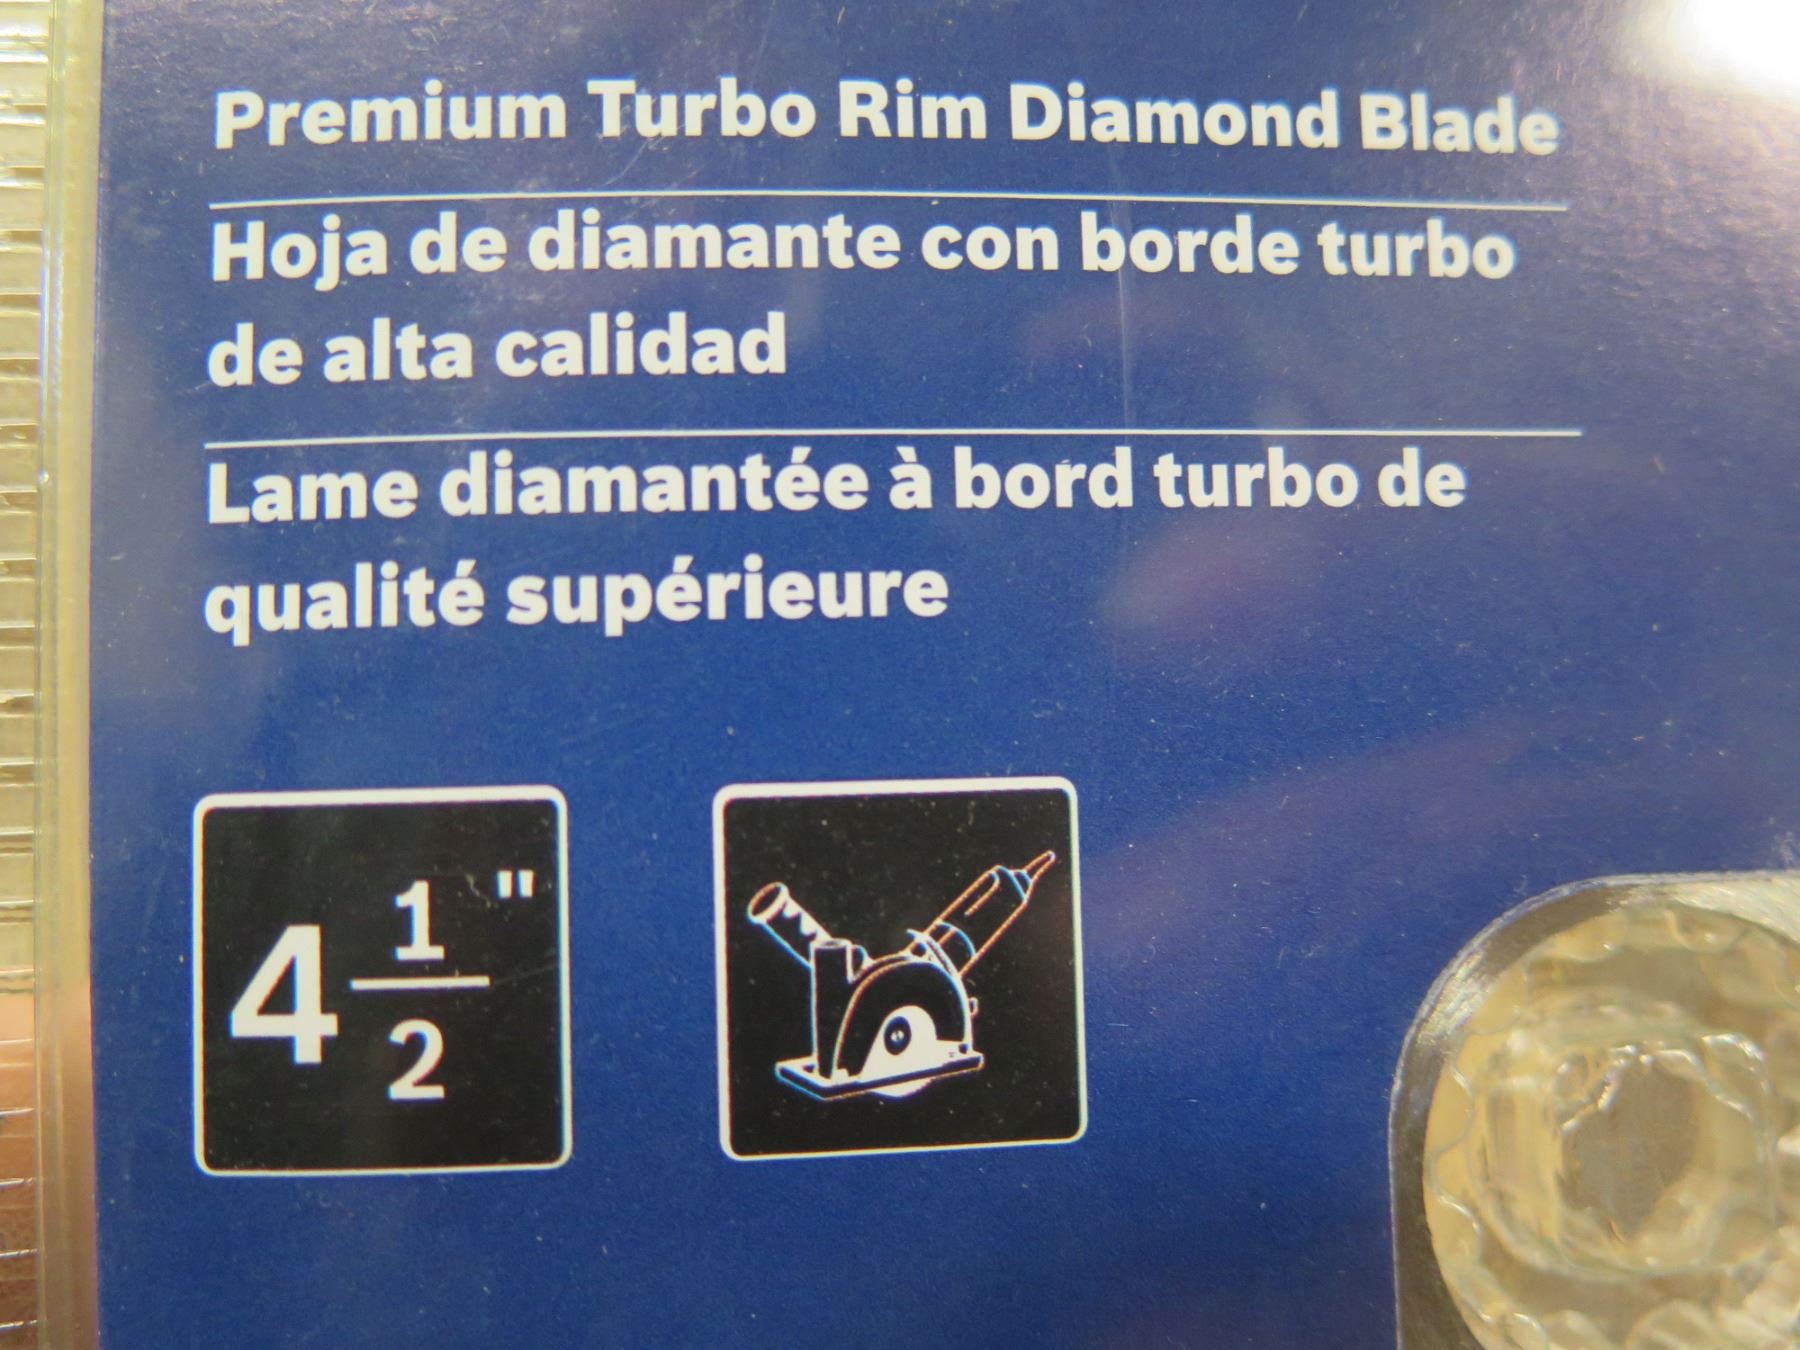 Premium Turbo Rim Diamond Blade
Hoja de diamante con borde turbo
de alta calidad
Lame diamantée à bord turbo de
qualité supérieure
4 1/2"